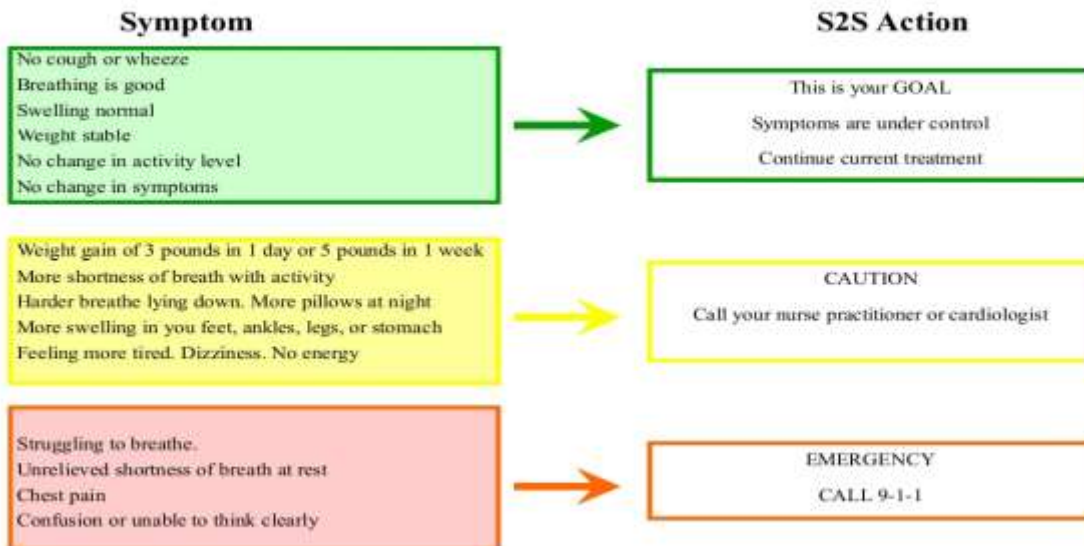 Symptom
S2S Action
No cough or wheeze
Breathing is good
Swelling normal
Weight stable
No change in activity level
No change in symptoms
This is your GOAL
Symptoms are under control
Continue current treatment
Weight gain of 3 pounds in 1 day or 5 pounds in 1 week
More shortness of breath with activity
Harder breathe lying down. More pillows at night
More swelling in you feet, ankles, legs, or stomach
Feeling more tired. Dizziness. No energy
CAUTION
Call your nurse practitioner or cardiologist
Struggling to breathe.
Unrelieved shortness of breath at rest
Chest pain
Confusion or unable to think clearly
EMERGENCY
CALL 9-1-1